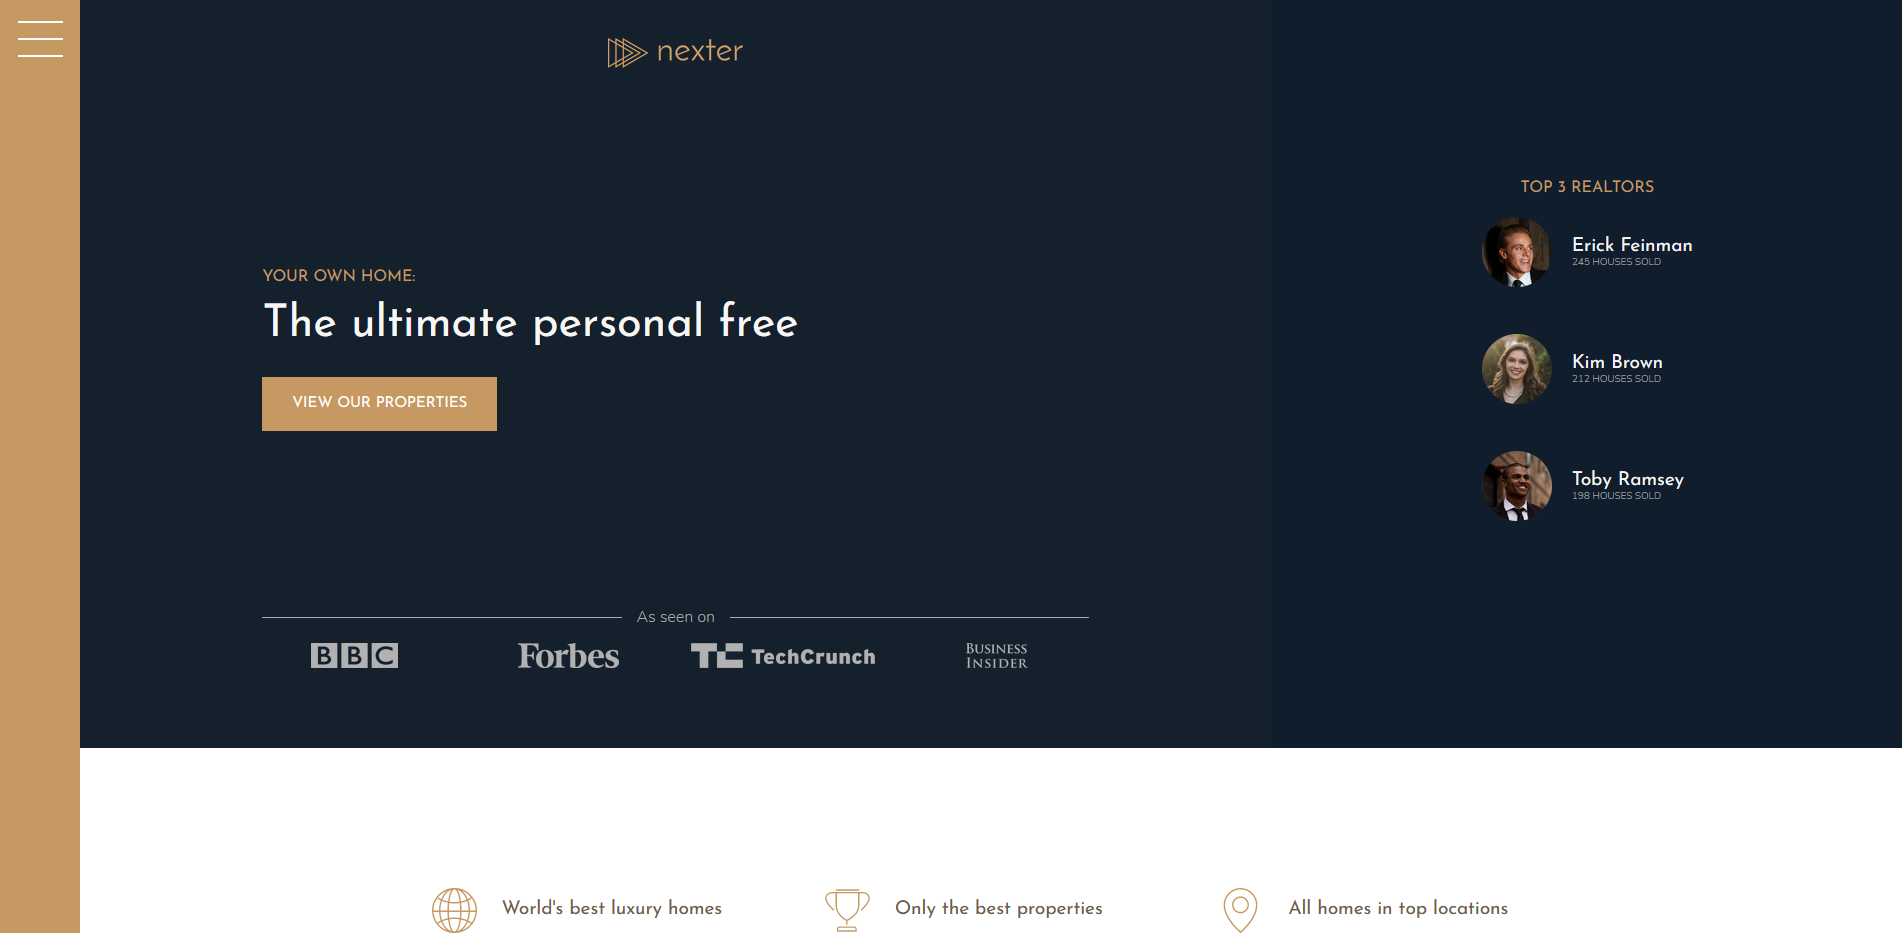 nexter
YOUR OWN HOME:
The ultimate personal free
VIEW OUR PROPERTIES
As seen on
BBC
Forbes
TC TechCrunch
BUSINESS
INSIDER
TOP 3 REALTORS
Erick Feinman
245 HOUSES SOLD
Kim Brown
212 HOUSES SOLD
Toby Ramsey
198 HOUSES SOLD
World's best luxury homes
Only the best properties
All homes in top locations